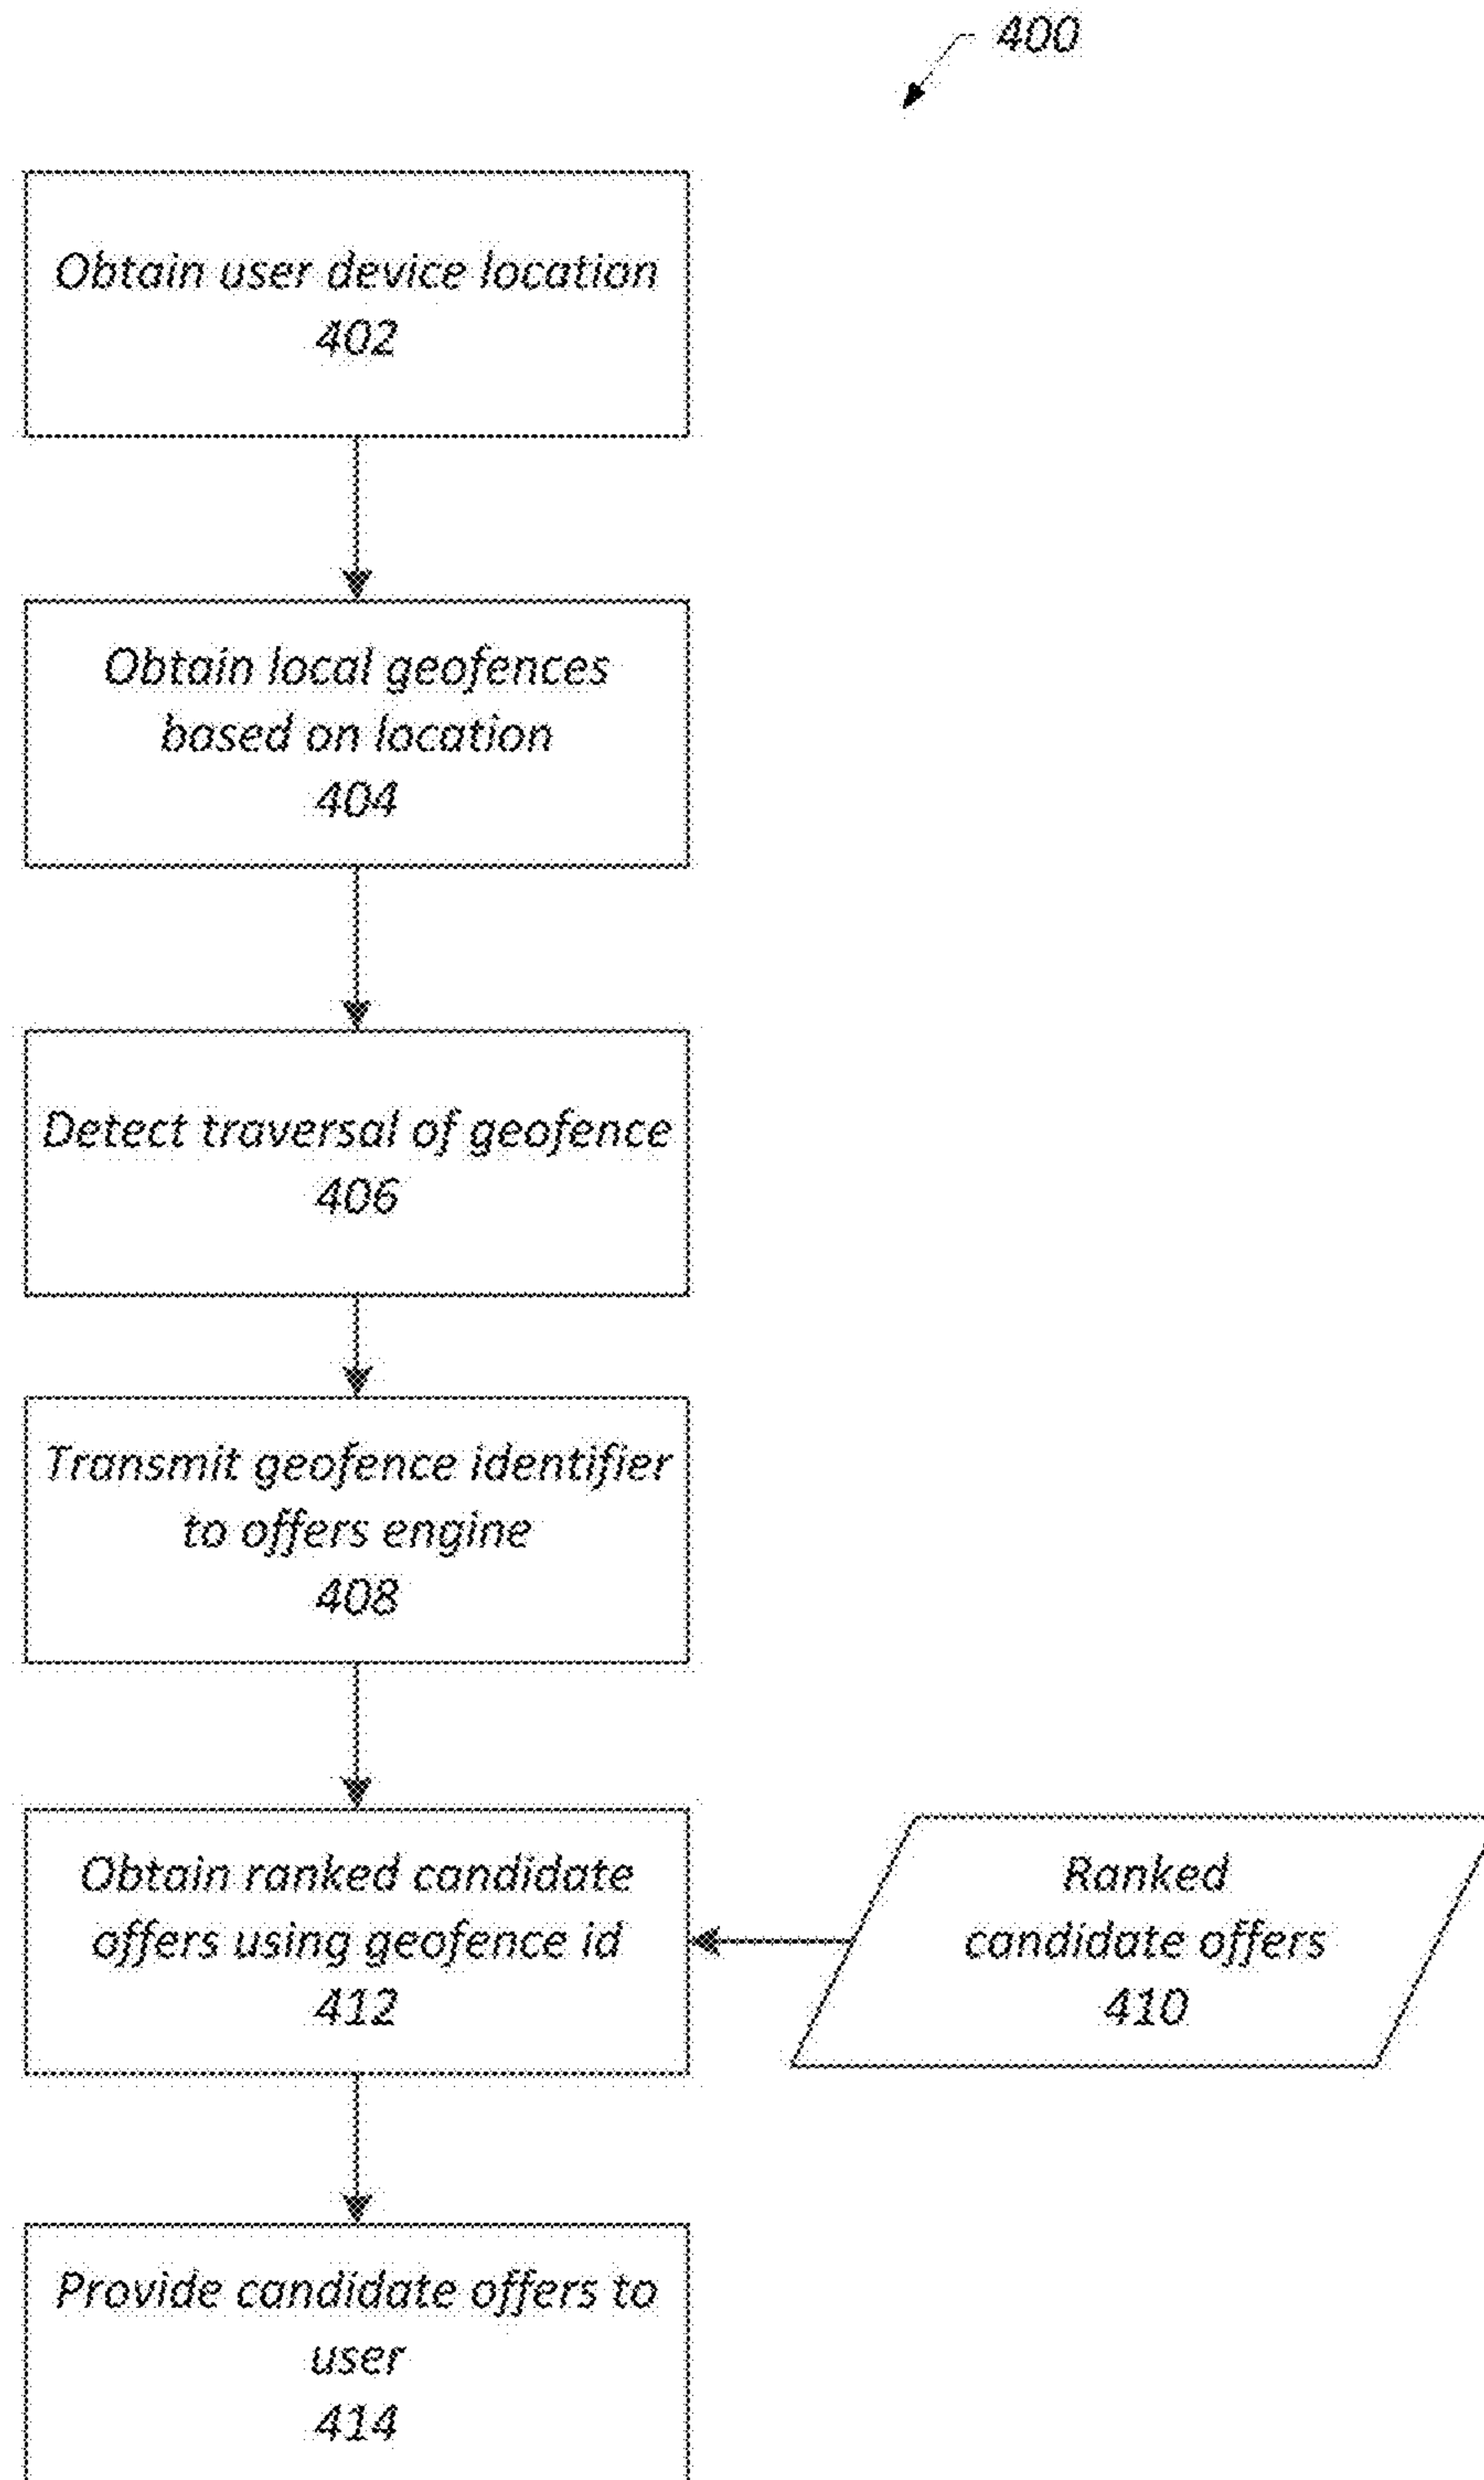 400
Obtain user device location
402
Obtain local geofences
based on location
404
Detect traversal of geofence
406
Transmit geofence identifier
to offers engine
408
Obtain ranked candidate
offers using geofence id
412
Ranked
candidate offers
410
Provide candidate offers to
user
414